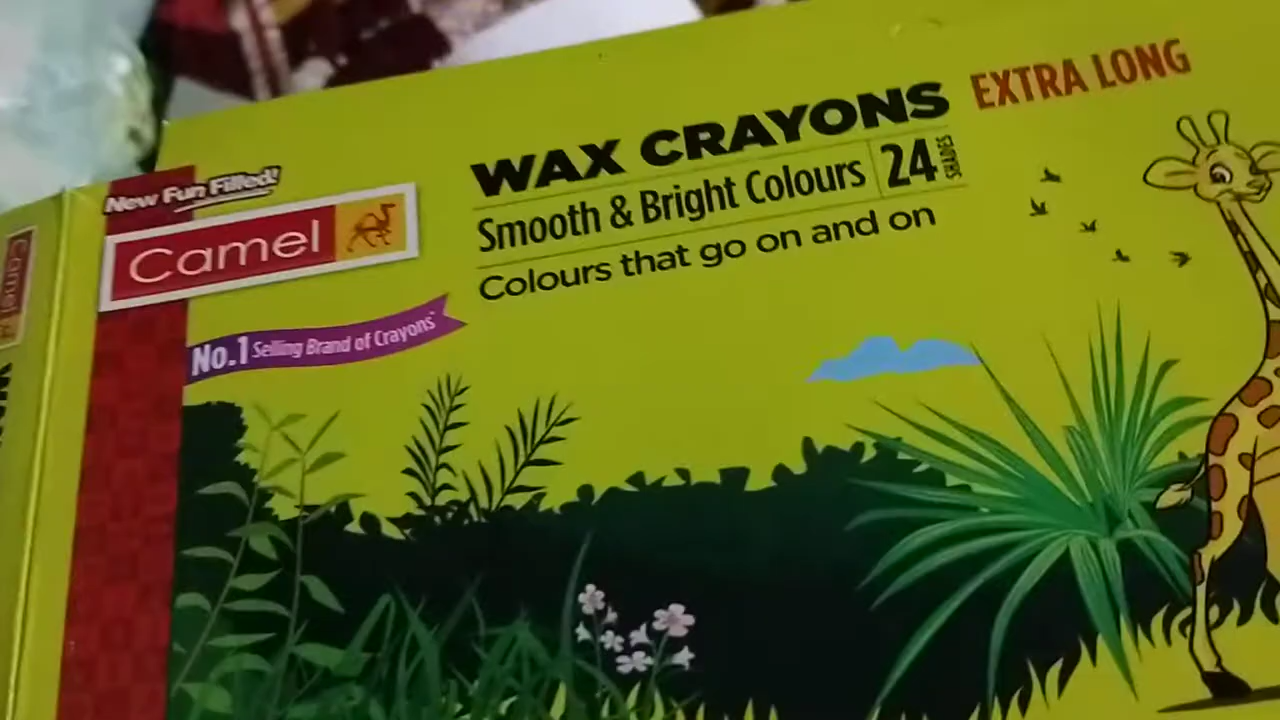 WAX CRAYONS EXTRA LONG
Smooth & Bright Colours 24 SHADES
Colours that go on and on
New Fun Filled!
Camel
No.1 Selling Brand of Crayons
Camel